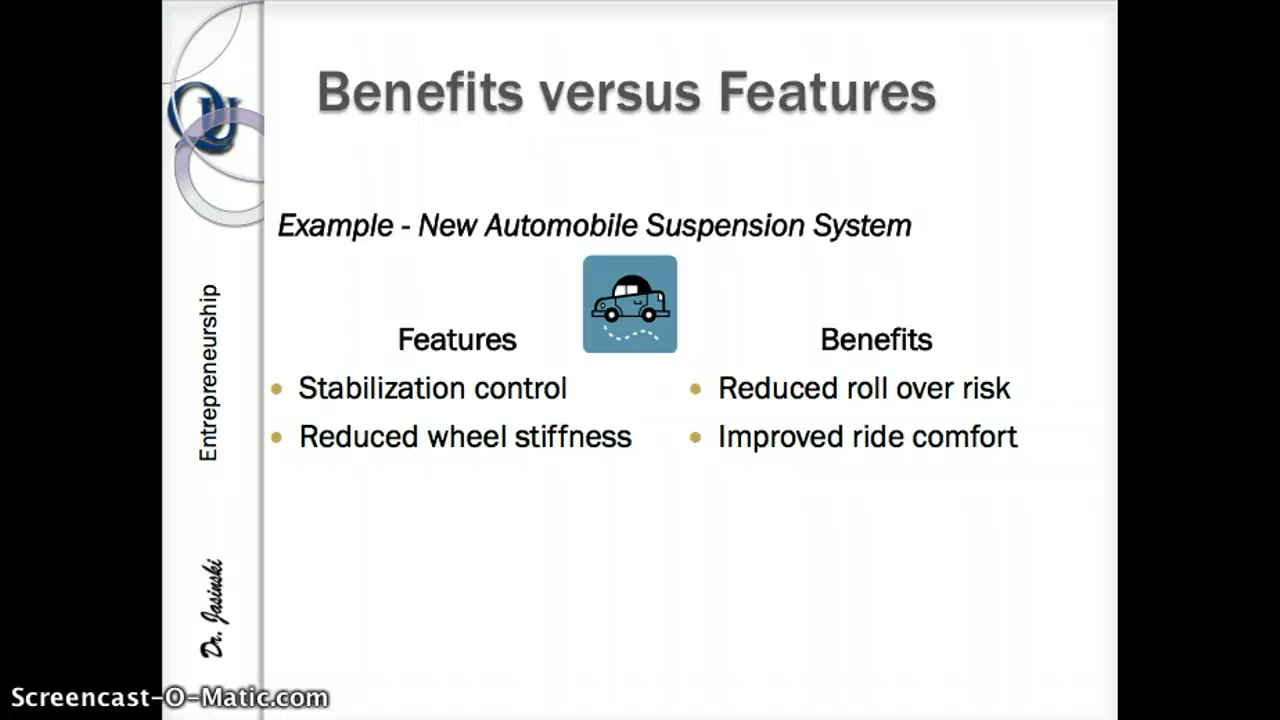 Benefits versus Features
OU
Example - New Automobile Suspension System
Features
Stabilization control
Reduced wheel stiffness
Benefits
Reduced roll over risk
Improved ride comfort
Entrepreneurship
Dr. Jasinski
Screencast-O-Matic.com